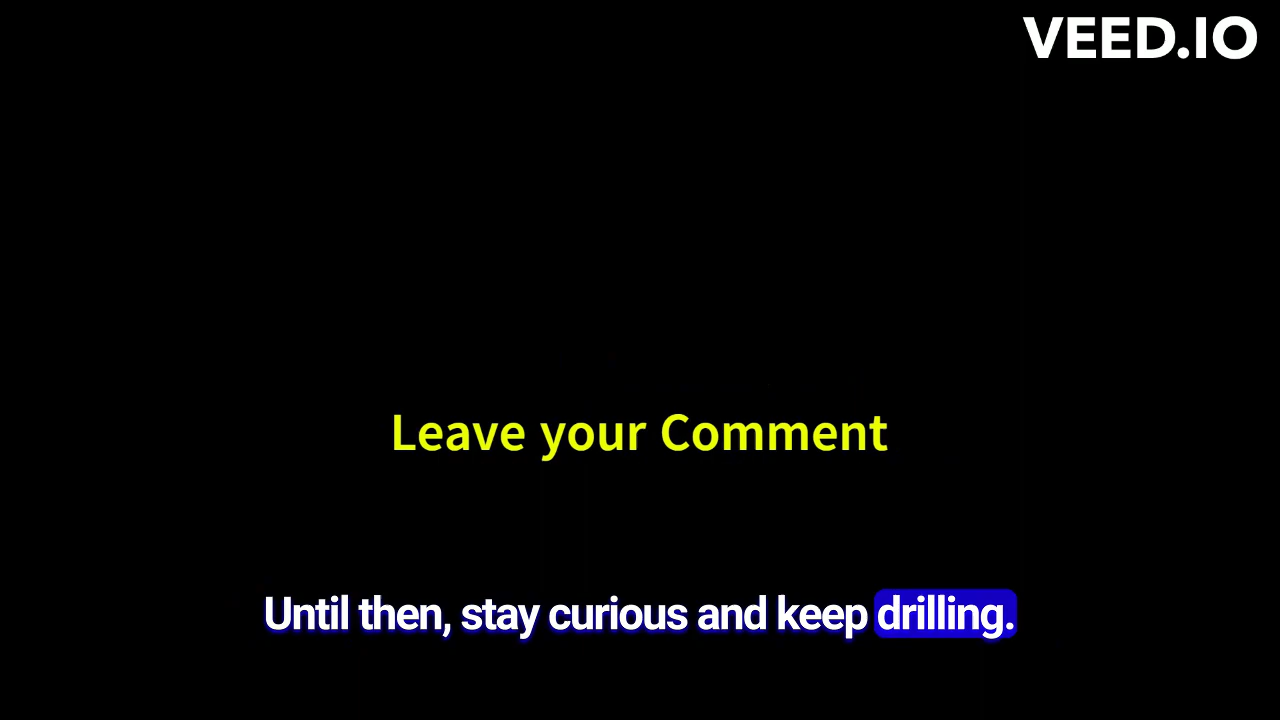 VEED.IO
Leave your Comment
Until then, stay curious and keep drilling.